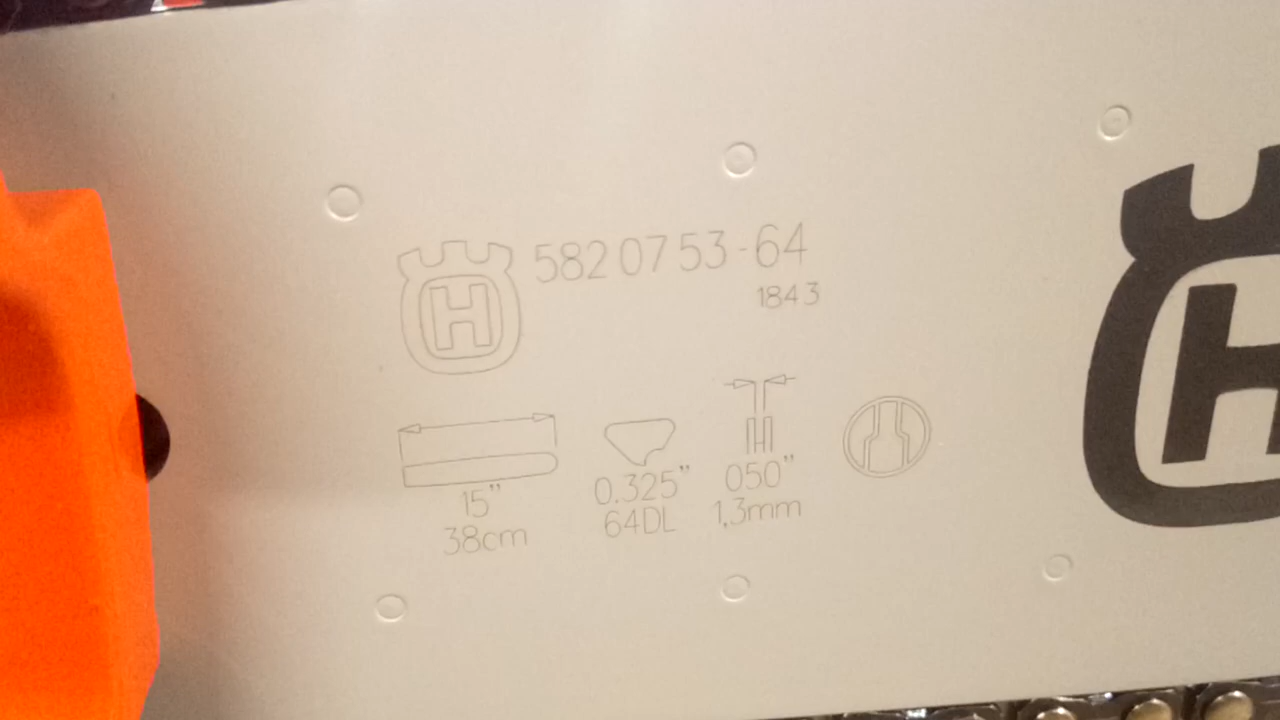 582 07 53-64
1843
15"
38cm
0.325"
64DL
050"
1,3mm
H
H